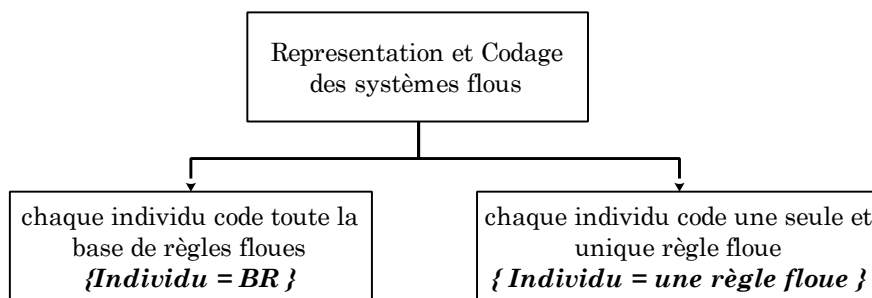 Representation et Codage
des systèmes flous
chaque individu code toute la
base de règles floues
{Individu = BR }
chaque individu code une seule et
unique règle floue
{ Individu = une règle floue }